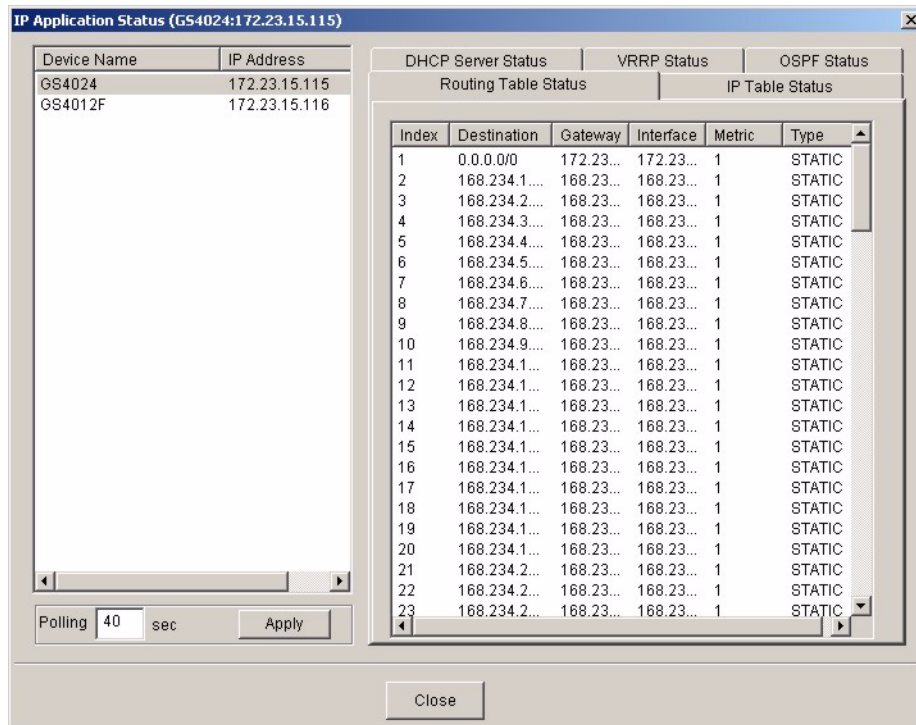 IP Application Status (GS4024:172.23.15.115)
Device Name IP Address
GS4024 172.23.15.115
GS4012F 172.23.15.116
Polling 40 sec Apply
DHCP Server Status VRRP Status OSPF Status
Routing Table Status IP Table Status
Index Destination Gateway Interface Metric Type
1 0.0.0.0/0 172.23... 172.23... 1 STATIC
2 168.234.1.... 168.23... 168.23... 1 STATIC
3 168.234.2.... 168.23... 168.23... 1 STATIC
4 168.234.3.... 168.23... 168.23... 1 STATIC
5 168.234.4.... 168.23... 168.23... 1 STATIC
6 168.234.5.... 168.23... 168.23... 1 STATIC
7 168.234.6.... 168.23... 168.23... 1 STATIC
8 168.234.7.... 168.23... 168.23... 1 STATIC
9 168.234.8.... 168.23... 168.23... 1 STATIC
10 168.234.9.... 168.23... 168.23... 1 STATIC
11 168.234.1... 168.23... 168.23... 1 STATIC
12 168.234.1... 168.23... 168.23... 1 STATIC
13 168.234.1... 168.23... 168.23... 1 STATIC
14 168.234.1... 168.23... 168.23... 1 STATIC
15 168.234.1... 168.23... 168.23... 1 STATIC
16 168.234.1... 168.23... 168.23... 1 STATIC
17 168.234.1... 168.23... 168.23... 1 STATIC
18 168.234.1... 168.23... 168.23... 1 STATIC
19 168.234.1... 168.23... 168.23... 1 STATIC
20 168.234.1... 168.23... 168.23... 1 STATIC
21 168.234.2... 168.23... 168.23... 1 STATIC
22 168.234.2... 168.23... 168.23... 1 STATIC
23 168.234.2... 168.23... 168.23... 1 STATIC
Close